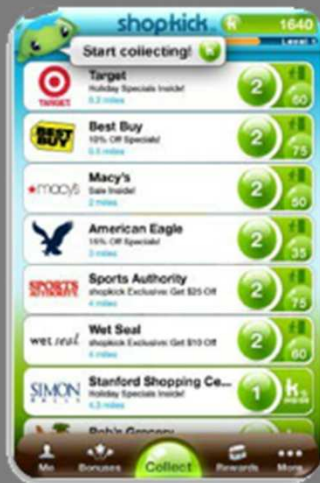 shopkick
1640
Level 1
Start collecting!
TARGET
Target
Holiday Specials Inside!
0.2 miles
2
60
BEST BUY
Best Buy
10% Off Specials!
0.5 miles
2
75
macy's
Macy's
Sale Inside!
2 miles
2
50
American Eagle
15% Off Specials!
3 miles
2
35
SPORTS AUTHORITY
Sports Authority
shopkick Exclusive: Get $25 Off
4 miles
2
75
wet seal
Wet Seal
shopkick Exclusive: Get $10 Off
4 miles
2
60
SIMON
MALLS
Stanford Shopping Ce...
Holiday Specials Inside!
4.3 miles
1
k
Bob's Grocery
Me
Bonuses
Collect
Rewards
More